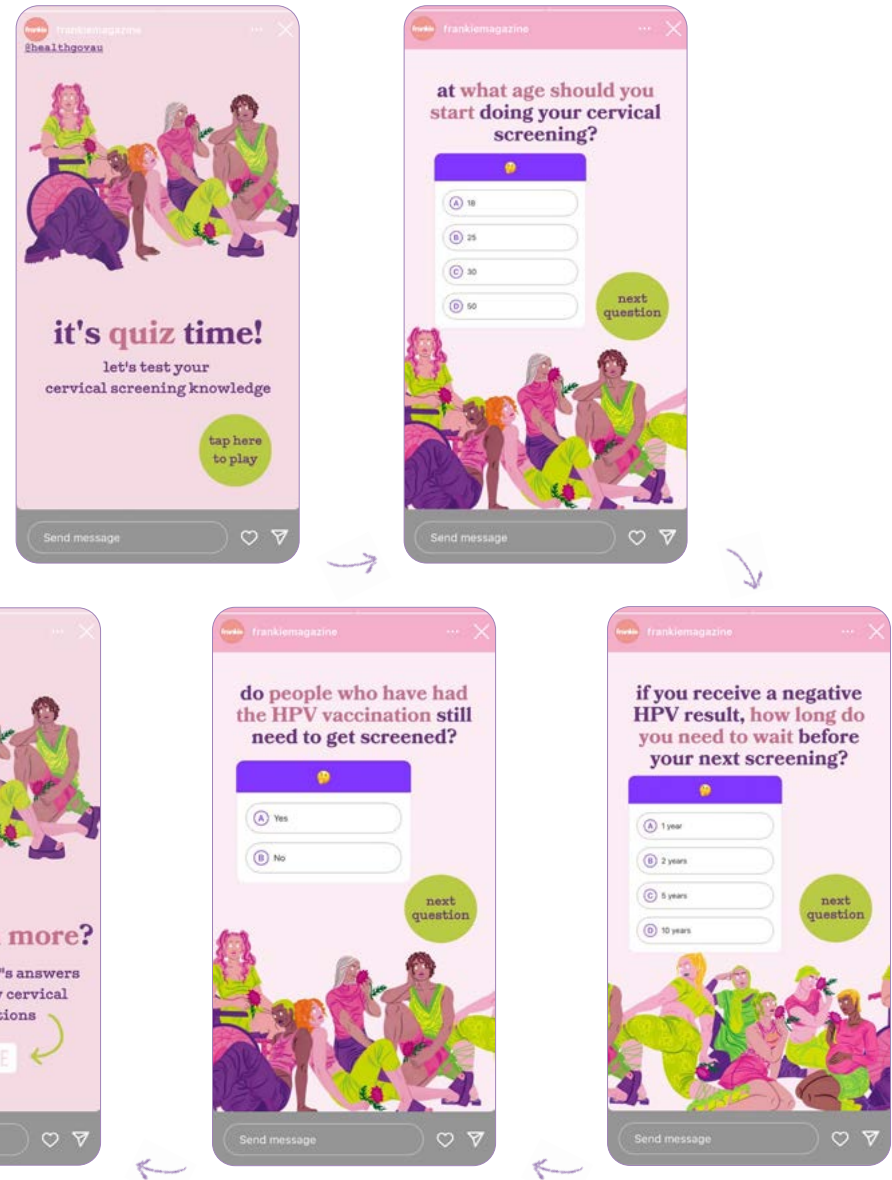 frankie frankiemagazine
@healthgovau
it's quiz time!
let's test your
cervical screening knowledge
tap here
to play
Send message
frankie frankiemagazine
at what age should you
start doing your cervical
screening?
A 18
B 25
C 30
D 50
next
question
Send message
frankie frankiemagazine
if you receive a negative
HPV result, how long do
you need to wait before
your next screening?
A 1 year
B 2 years
C 5 years
D 10 years
next
question
Send message
frankie frankiemagazine
do people who have had
the HPV vaccination still
need to get screened?
A Yes
B No
next
question
Send message
more?
's answers
cervical